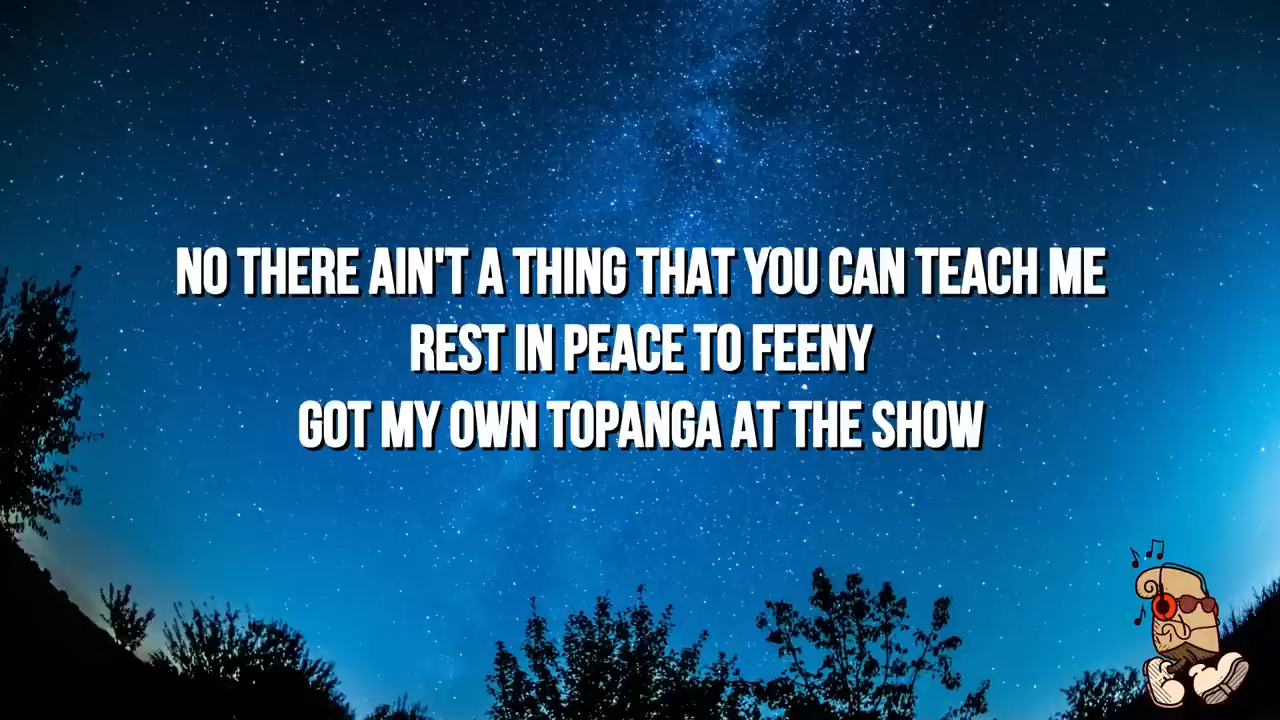 NO THERE AIN'T A THING THAT YOU CAN TEACH ME
REST IN PEACE TO FEENY
GOT MY OWN TOPANGA AT THE SHOW